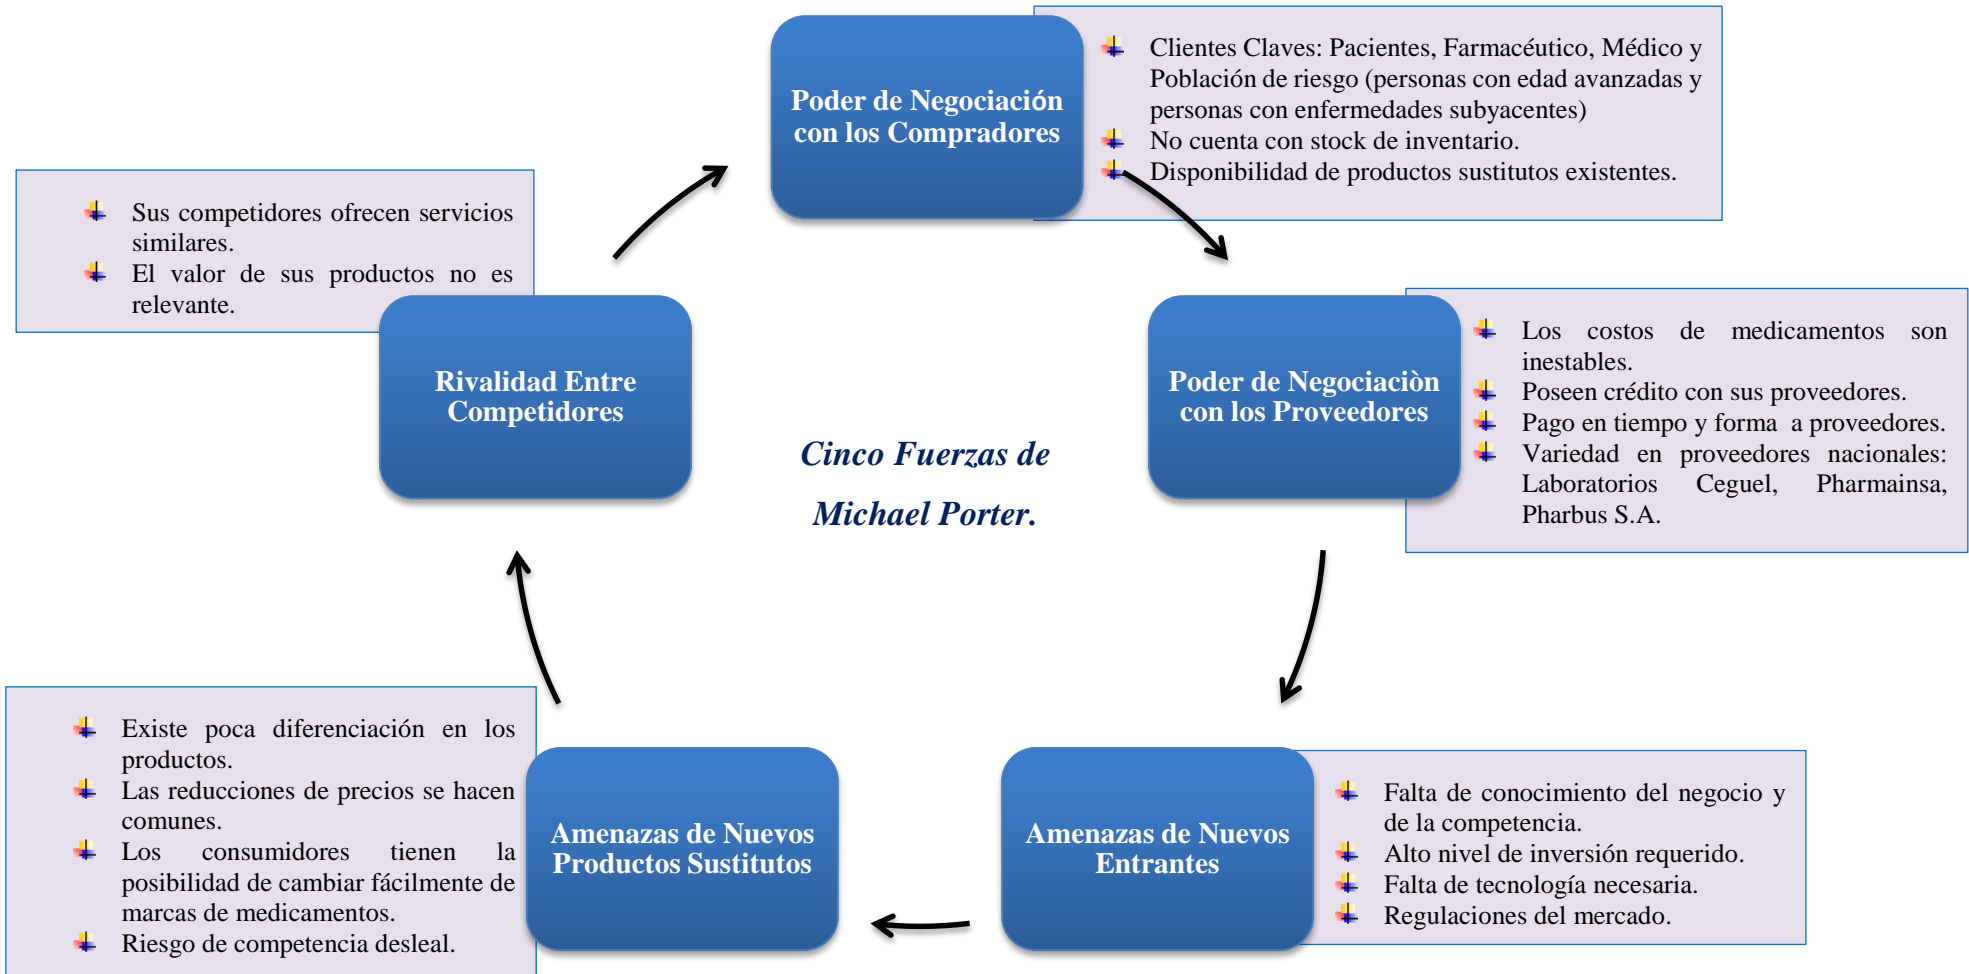 Poder de Negociación
con los Compradores
Clientes Claves: Pacientes, Farmacéutico, Médico y
Población de riesgo (personas con edad avanzadas y
personas con enfermedades subyacentes)
No cuenta con stock de inventario.
Disponibilidad de productos sustitutos existentes.
Sus competidores ofrecen servicios
similares.
El valor de sus productos no es
relevante.
Rivalidad Entre
Competidores
Poder de Negociaciòn
con los Proveedores
Los costos de medicamentos son
inestables.
Poseen crédito con sus proveedores.
Pago en tiempo y forma a proveedores.
Variedad en proveedores nacionales:
Laboratorios Ceguel, Pharmainsa,
Pharbus S.A.
Cinco Fuerzas de
Michael Porter.
Existe poca diferenciación en los
productos.
Las reducciones de precios se hacen
comunes.
Los consumidores tienen la
posibilidad de cambiar fácilmente de
marcas de medicamentos.
Riesgo de competencia desleal.
Amenazas de Nuevos
Productos Sustitutos
Amenazas de Nuevos
Entrantes
Falta de conocimiento del negocio y
de la competencia.
Alto nivel de inversión requerido.
Falta de tecnología necesaria.
Regulaciones del mercado.